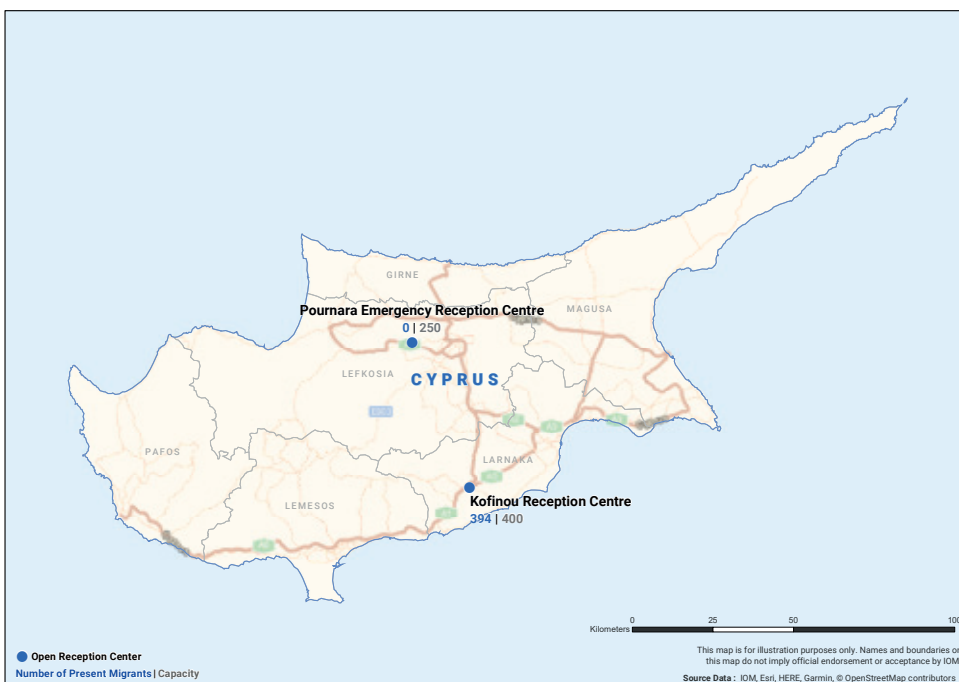 GIRNE
Pournara Emergency Reception Centre
MAGUSA
0 | 250
LEFKOSIA
CYPRUS
PAFOS
LARNAKA
Kofinou Reception Centre
394 | 400
LEMESOS
0 25 50 100
Kilometers
Open Reception Center
Number of Present Migrants | Capacity
This map is for illustration purposes only. Names and boundaries on
this map do not imply official endorsement or acceptance by IOM
Source Data : IOM, Esri, HERE, Garmin, © OpenStreetMap contributors